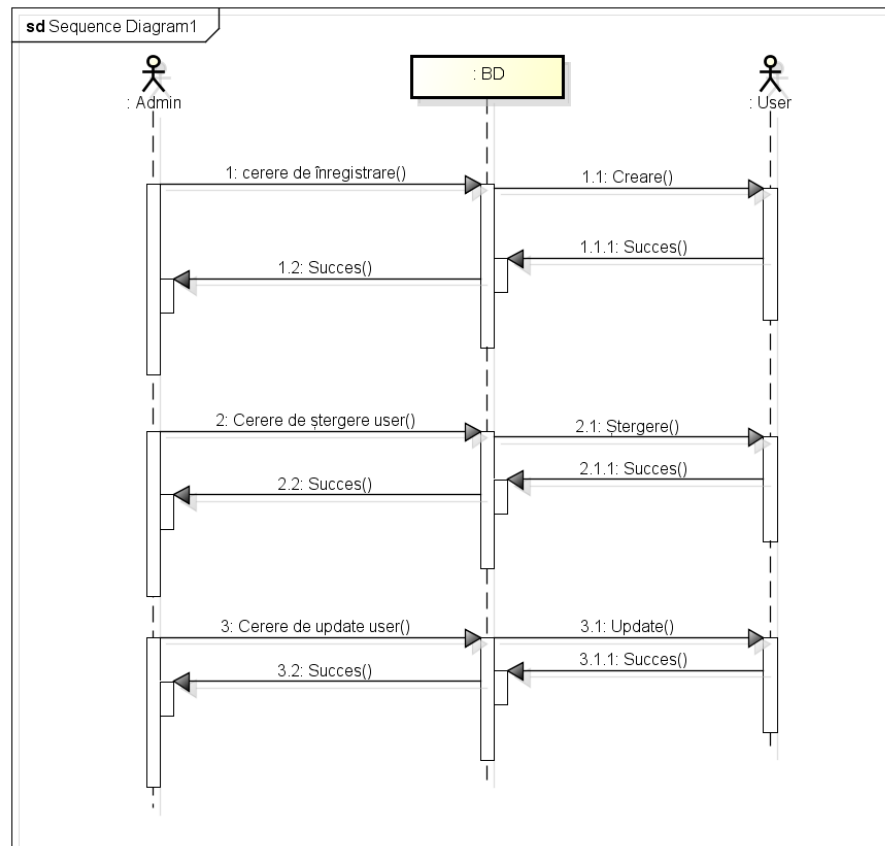 sd Sequence Diagram1
: Admin
: BD
: User
1: cerere de înregistrare()
1.1: Creare()
1.1.1: Succes()
1.2: Succes()
2: Cerere de ștergere user()
2.1: Ștergere()
2.1.1: Succes()
2.2: Succes()
3: Cerere de update user()
3.1: Update()
3.1.1: Succes()
3.2: Succes()